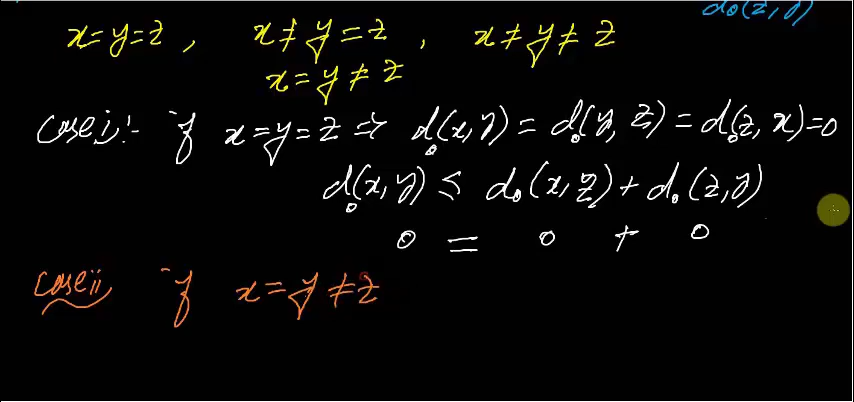 d₀(z, y)
x = y = z , x ≠ y = z , x ≠ y ≠ z
x = y ≠ z
Case i:- if x = y = z ⇒ d₀(x, y) = d₀(y, z) = d₀(z, x) = 0
d₀(x, y) ≤ d₀(x, z) + d₀(z, y)
0 = 0 + 0
Case ii if x = y ≠ z